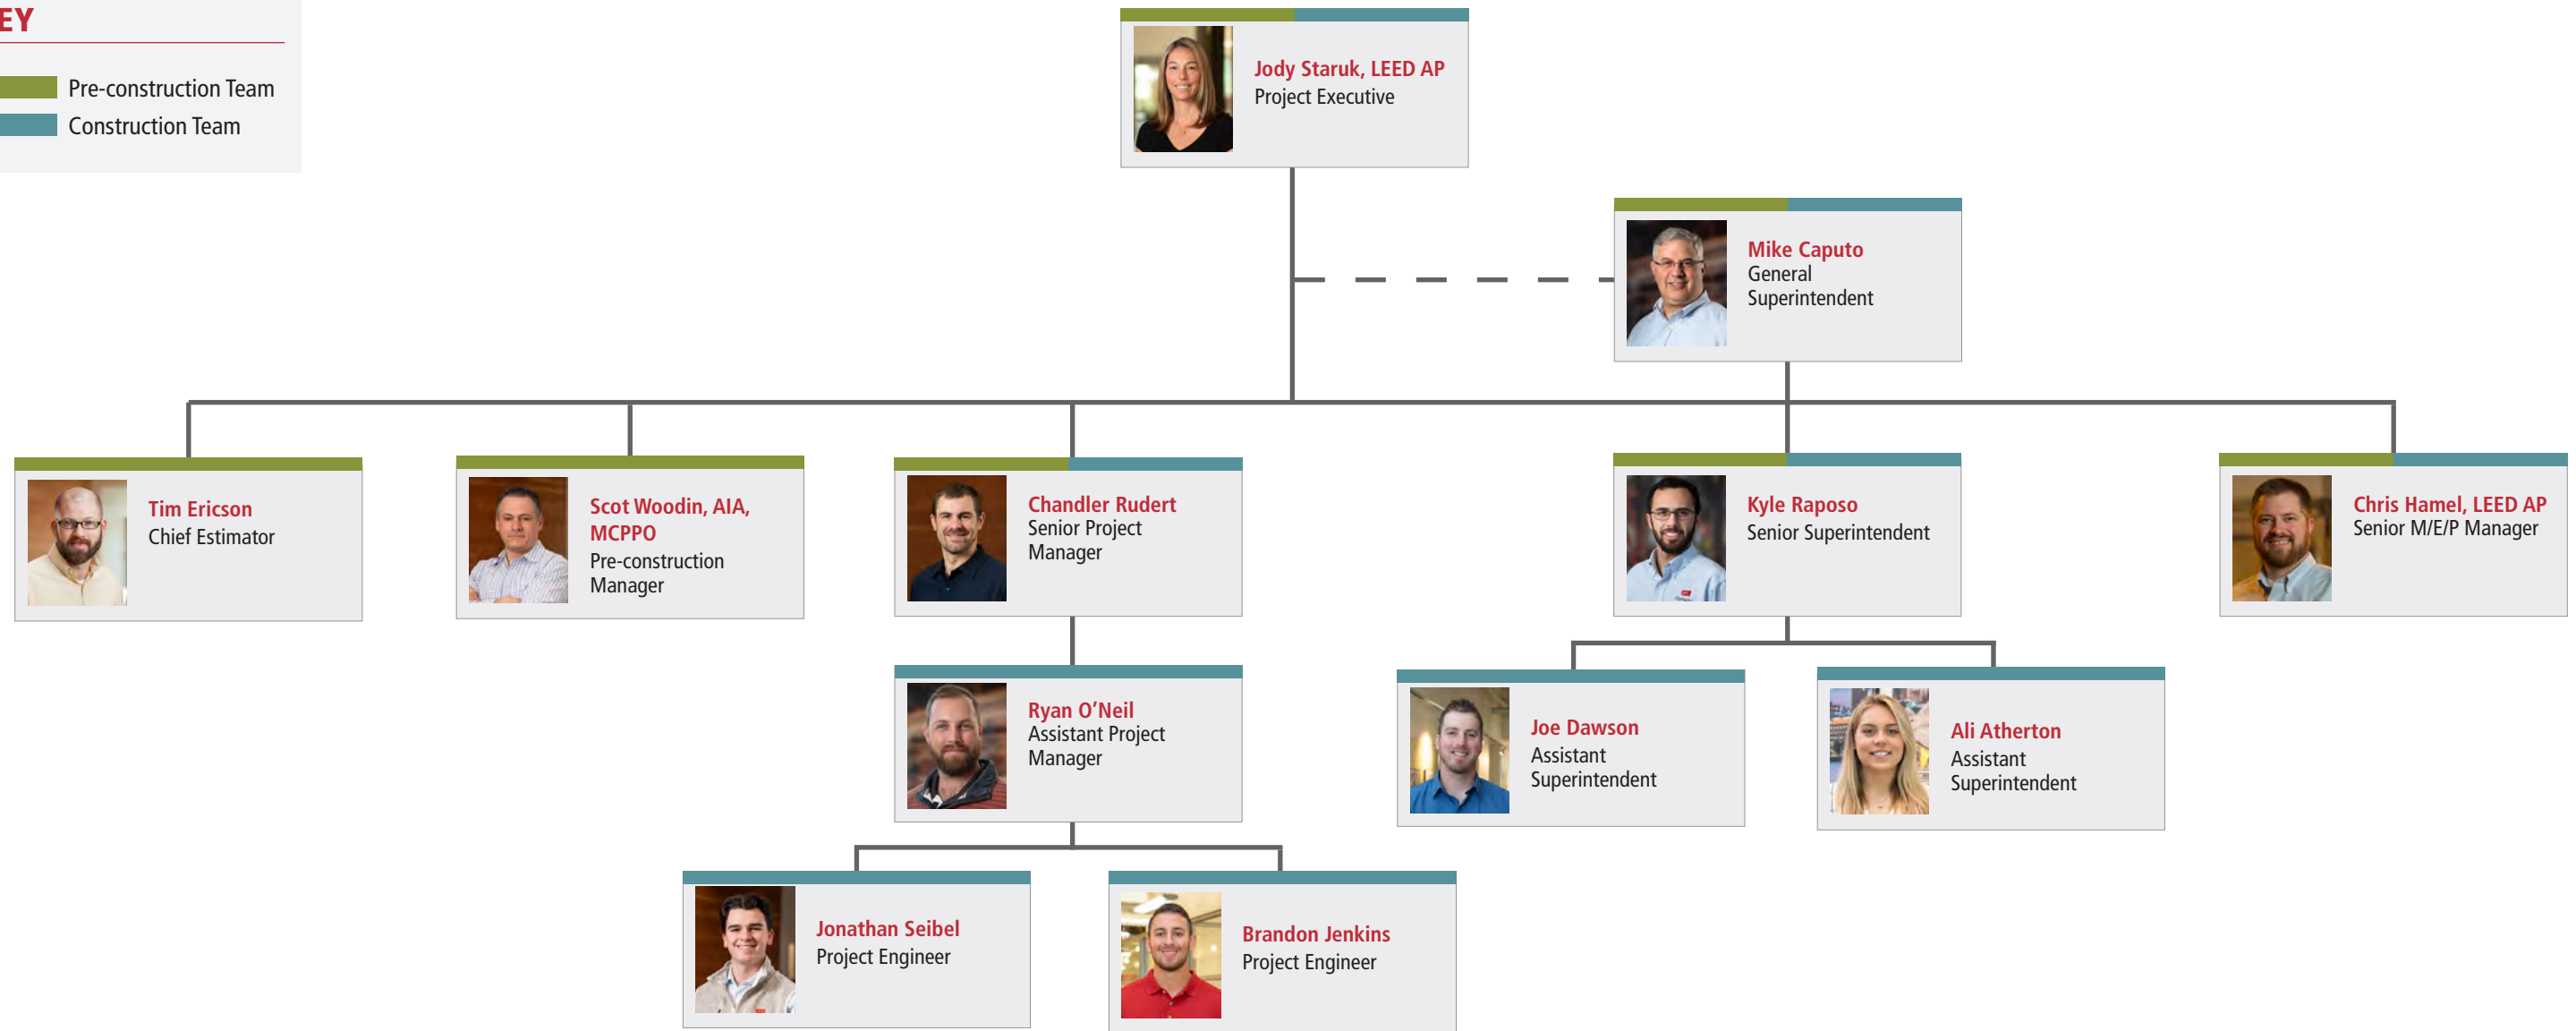 EY
Pre-construction Team
Construction Team
Jody Staruk, LEED AP
Project Executive
Mike Caputo
General
Superintendent
Tim Ericson
Chief Estimator
Scot Woodin, AIA,
MCPPO
Pre-construction
Manager
Chandler Rudert
Senior Project
Manager
Kyle Raposo
Senior Superintendent
Chris Hamel, LEED AP
Senior M/E/P Manager
Ryan O’Neil
Assistant Project
Manager
Joe Dawson
Assistant
Superintendent
Ali Atherton
Assistant
Superintendent
Jonathan Seibel
Project Engineer
Brandon Jenkins
Project Engineer